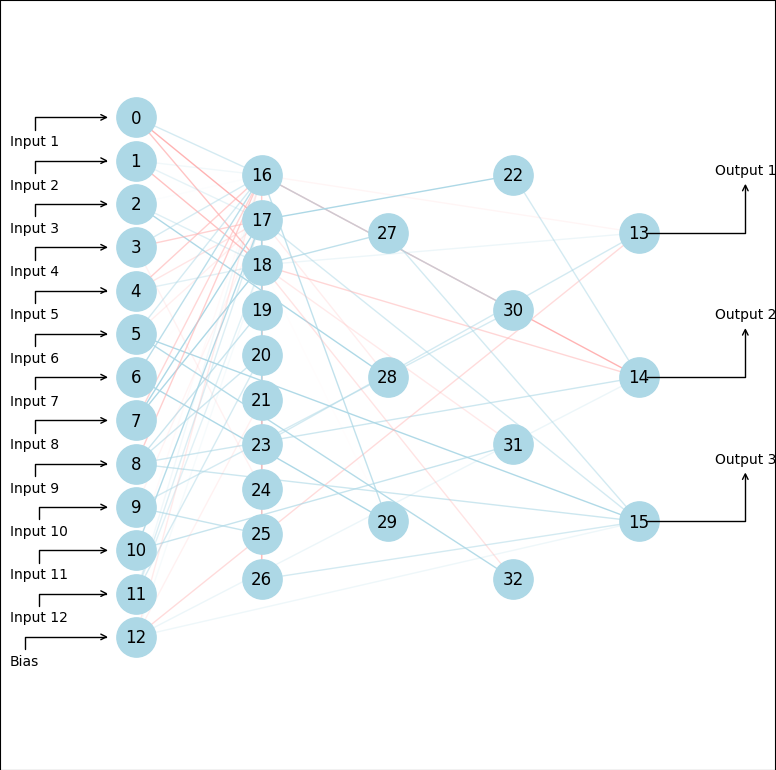 0
Input 1
1
Input 2
2
Input 3
3
Input 4
4
Input 5
5
Input 6
6
Input 7
7
Input 8
8
Input 9
9
Input 10
10
Input 11
11
Input 12
12
Bias
16
17
18
19
20
21
23
24
25
26
27
28
29
22
30
31
32
13
14
15
Output 1
Output 2
Output 3